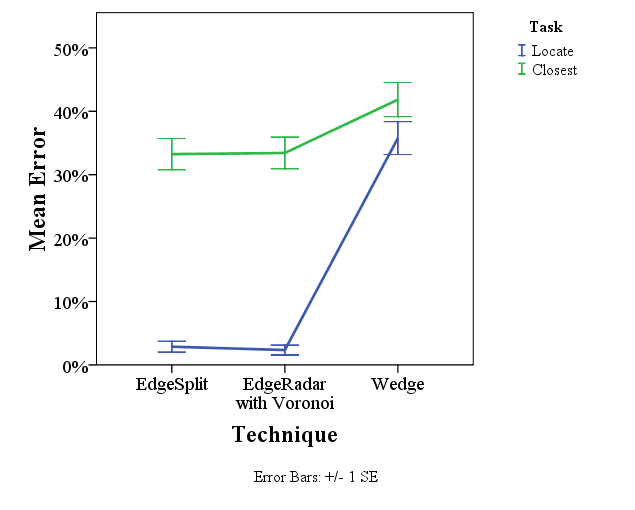 Task
Locate
Closest
50%
40%
30%
20%
10%
0%
Mean Error
EdgeSplit
EdgeRadar
with Voronoi
Wedge
Technique
Error Bars: +/- 1 SE